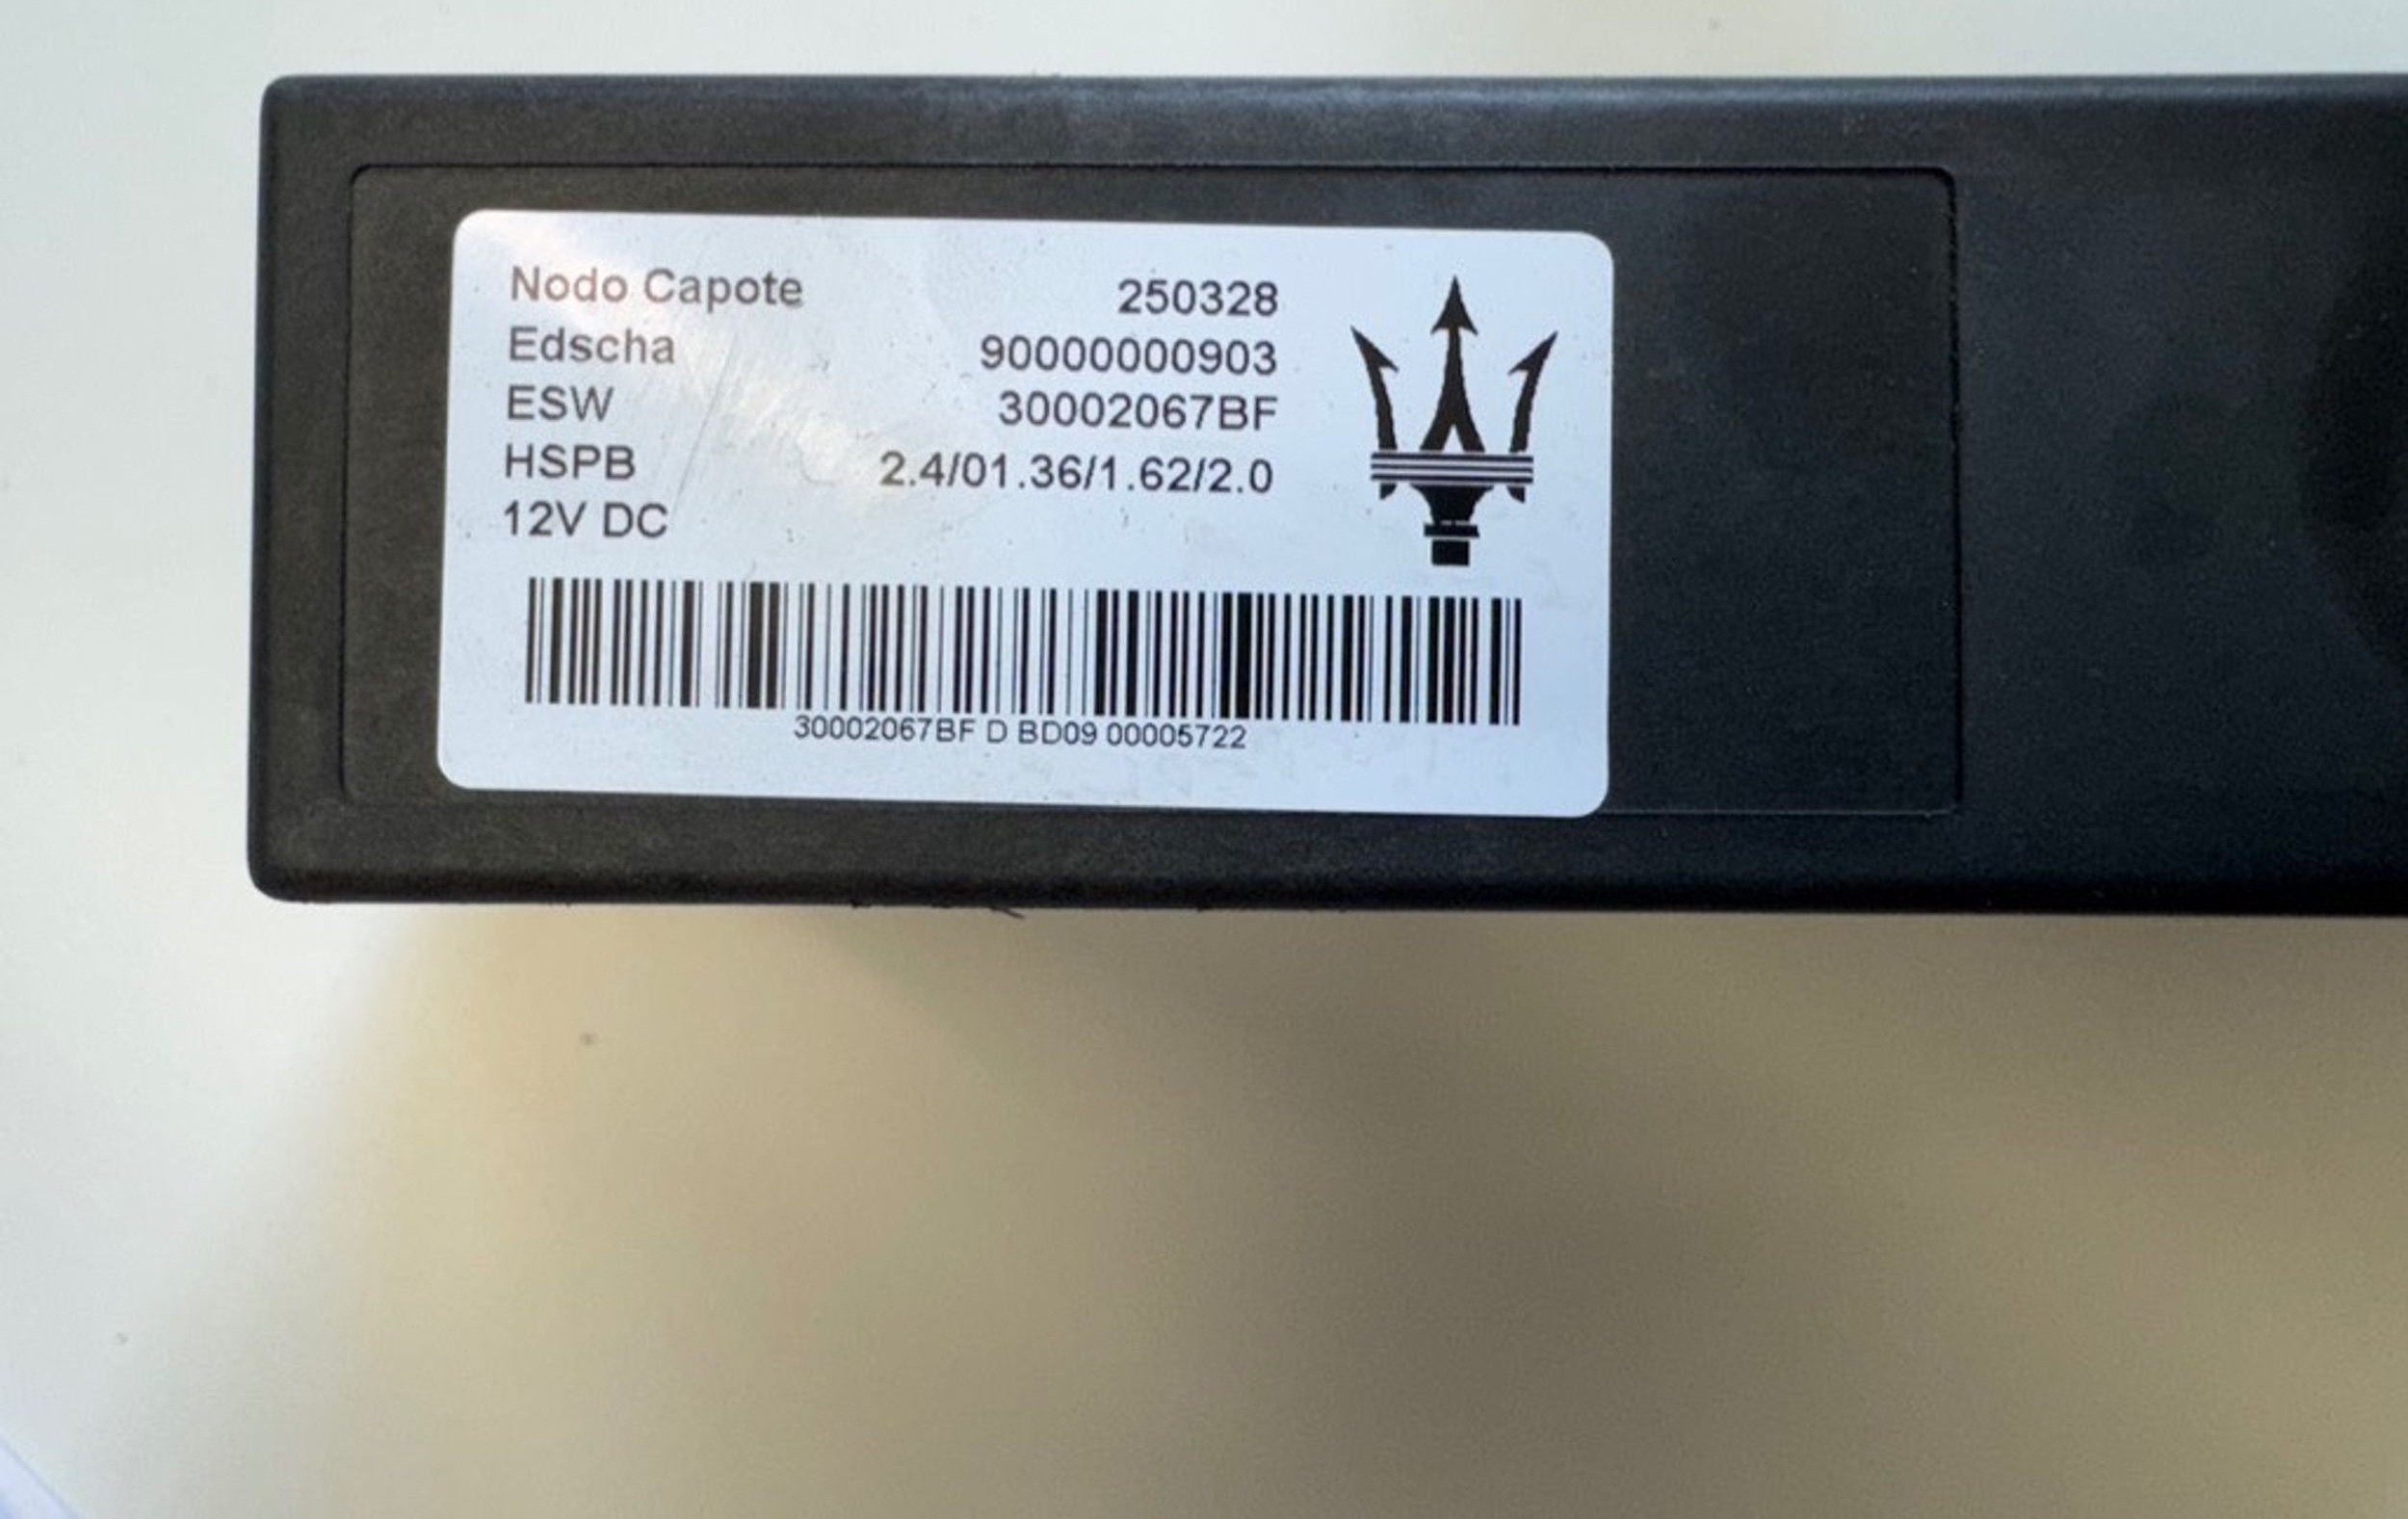 Nodo Capote 250328
Edscha 90000000903
ESW 30002067BF
HSPB 2.4/01.36/1.62/2.0
12V DC
30002067BF D BD09 00005722